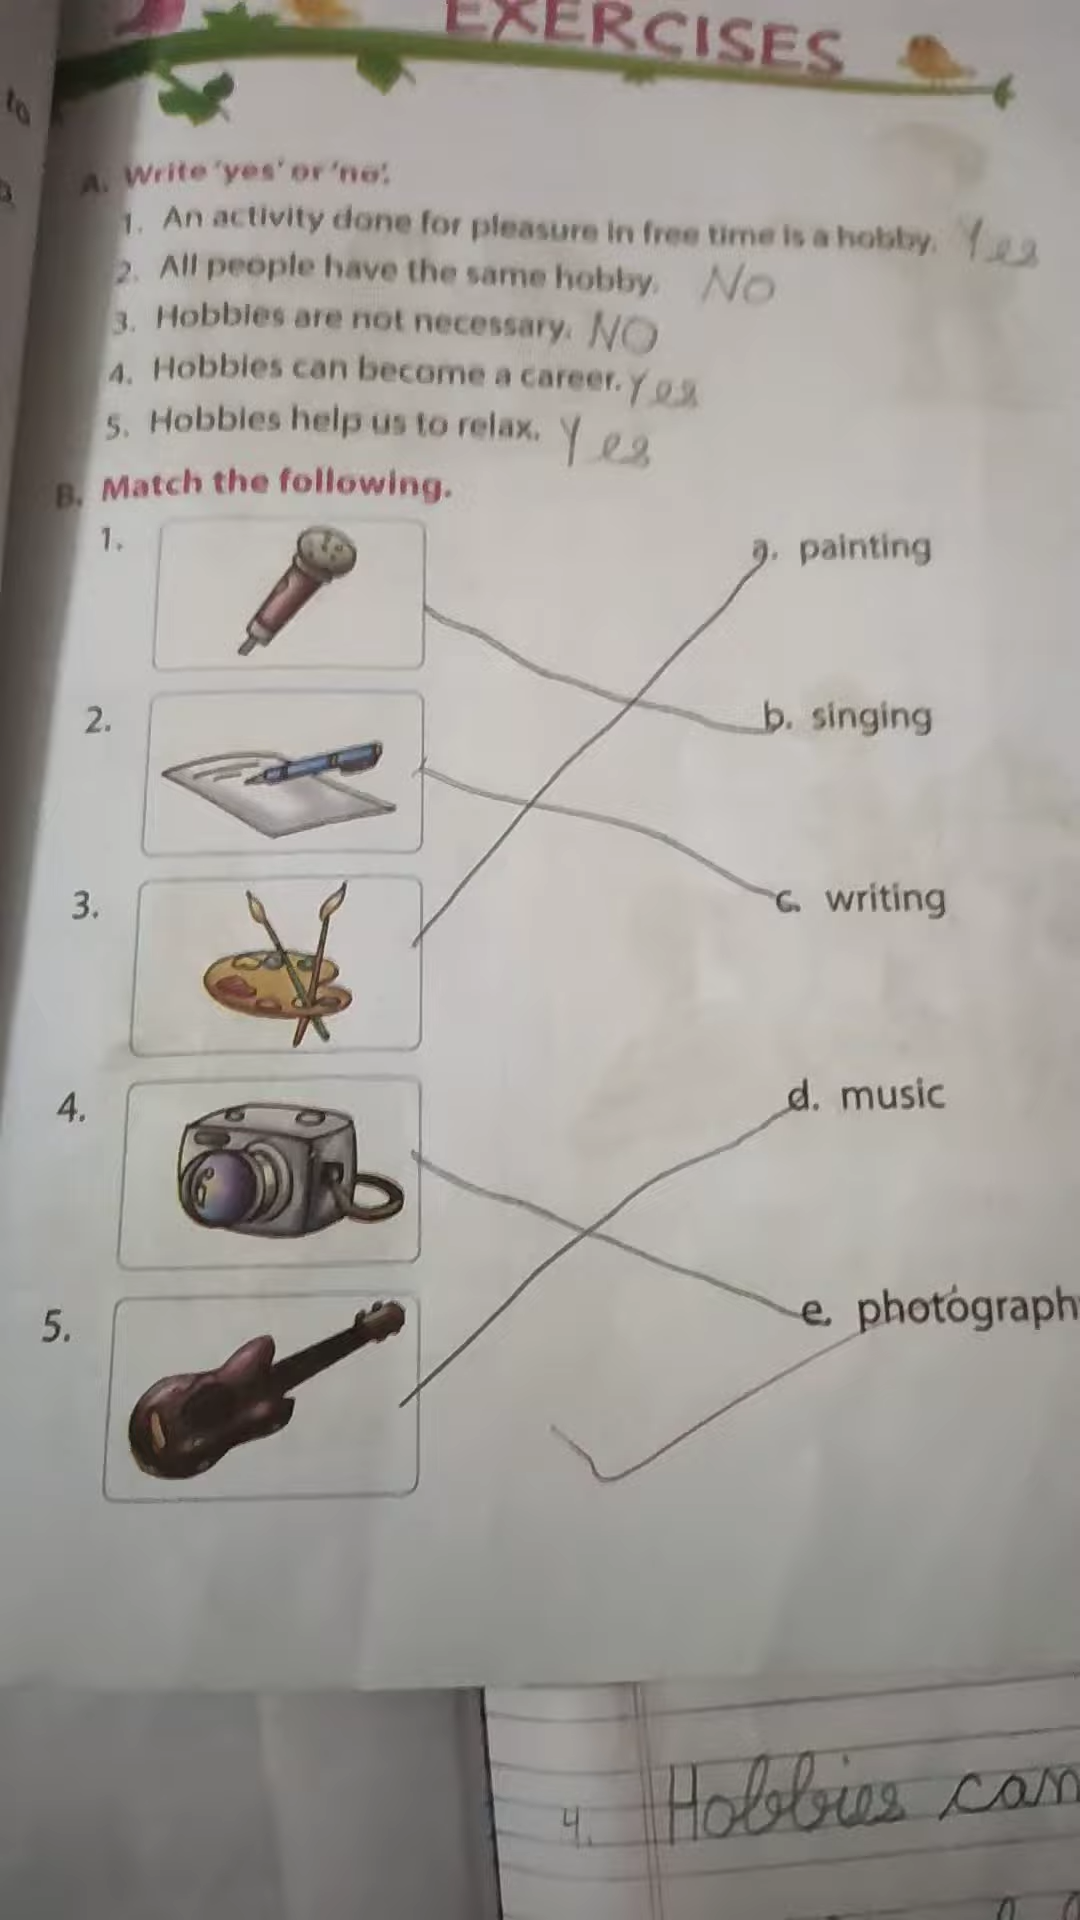 EXERCISES
to
A. Write 'yes' or 'no'.
1. An activity done for pleasure in free time is a hobby. Yes
2. All people have the same hobby. No
3. Hobbies are not necessary. NO
4. Hobbies can become a career. Yes
5. Hobbies help us to relax. Yes
B. Match the following.
1.
a. painting
2.
b. singing
3.
c. writing
4.
d. music
5.
e. photograph
4. Hobbies can